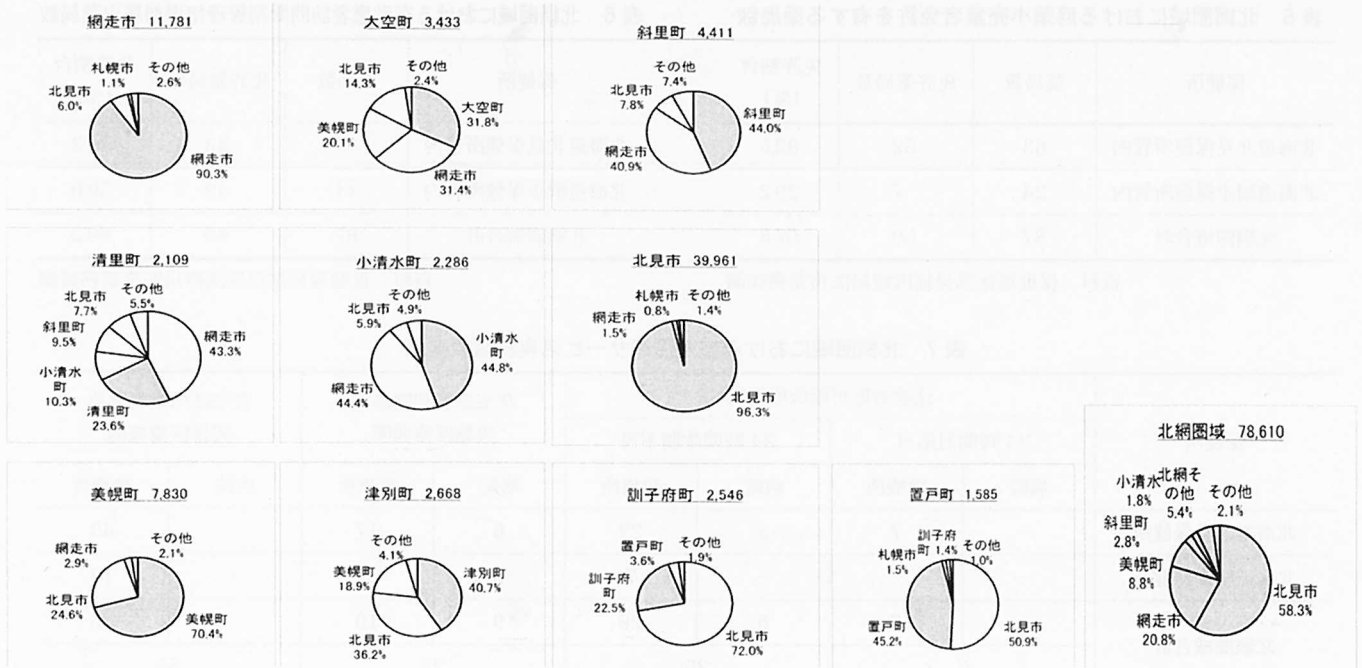 網走市 11,781
札幌市
1.1%
その他
2.6%
北見市
6.0%
網走市
90.3%
大空町 3,433
北見市
14.3%
その他
2.4%
大空町
31.8%
美幌町
20.1%
網走市
31.4%
斜里町 4,411
その他
7.4%
北見市
7.8%
斜里町
44.0%
網走市
40.9%
清里町 2,109
その他
5.5%
北見市
7.7%
斜里町
9.5%
網走市
43.3%
小清水
町
10.3%
清里町
23.6%
小清水町 2,286
その他
4.9%
北見市
5.9%
小清水
町
44.8%
網走市
44.4%
北見市 39,961
札幌市
0.8%
その他
1.4%
網走市
1.5%
北見市
96.3%
美幌町 7,830
その他
2.1%
網走市
2.9%
北見市
24.6%
美幌町
70.4%
津別町 2,668
その他
4.1%
美幌町
18.9%
津別町
40.7%
北見市
36.2%
訓子府町 2,546
置戸町
3.6%
その他
1.9%
訓子府
町
22.5%
北見市
72.0%
置戸町 1,585
訓子府
町 1.4%
その他
1.0%
札幌市
1.5%
置戸町
45.2%
北見市
50.9%
北網圏域 78,610
小清水
1.8%
北網そ
の他
5.4%
その他
2.1%
斜里町
2.8%
美幌町
8.8%
北見市
58.3%
網走市
20.8%